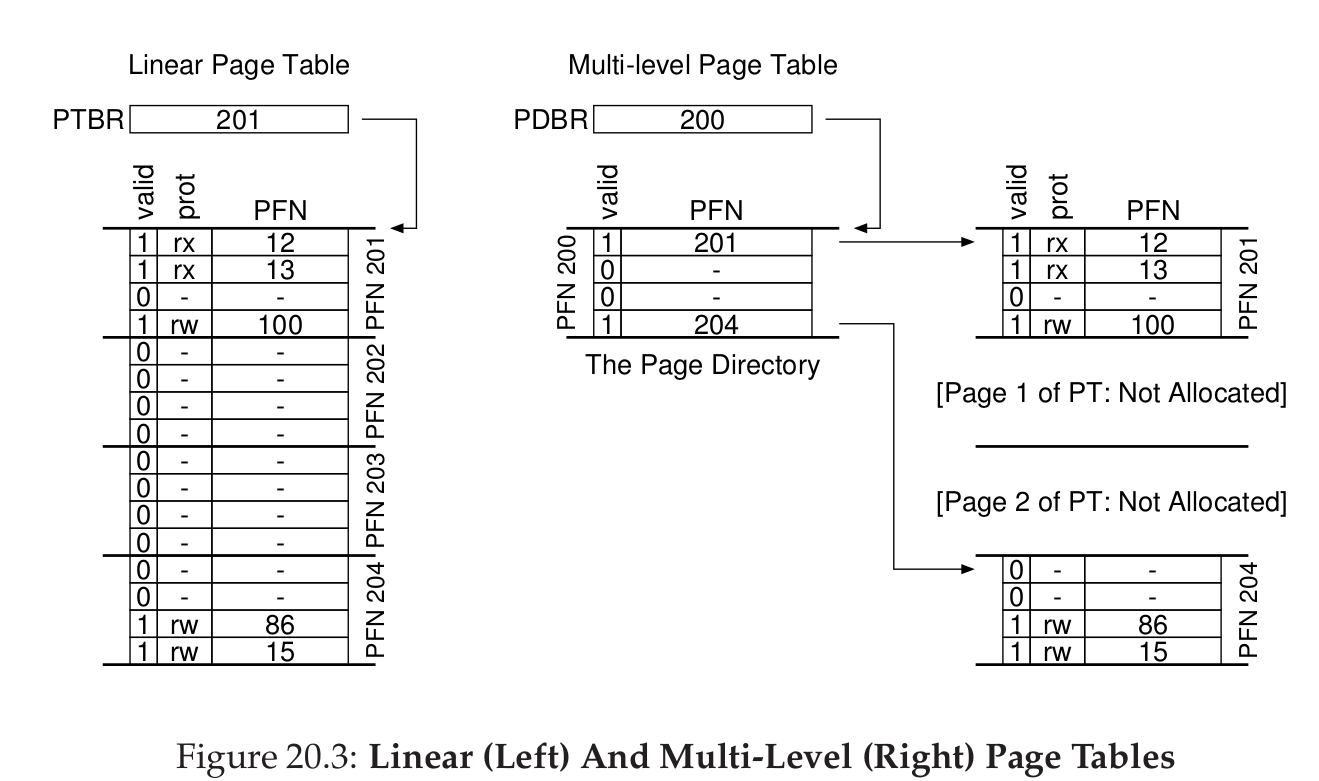 Linear Page Table
PTBR 201
valid prot PFN
1 rx 12
1 rx 13
0 - -
1 rw 100
PFN 201
0 - -
0 - -
0 - -
0 - -
PFN 202
0 - -
0 - -
0 - -
0 - -
PFN 203
0 - -
0 - -
1 rw 86
1 rw 15
PFN 204
Multi-level Page Table
PDBR 200
valid PFN
PFN 200
1 201
0 -
0 -
1 204
The Page Directory
valid prot PFN
1 rx 12
1 rx 13
0 - -
1 rw 100
PFN 201
[Page 1 of PT: Not Allocated]
[Page 2 of PT: Not Allocated]
0 - -
0 - -
1 rw 86
1 rw 15
PFN 204
Figure 20.3: Linear (Left) And Multi-Level (Right) Page Tables